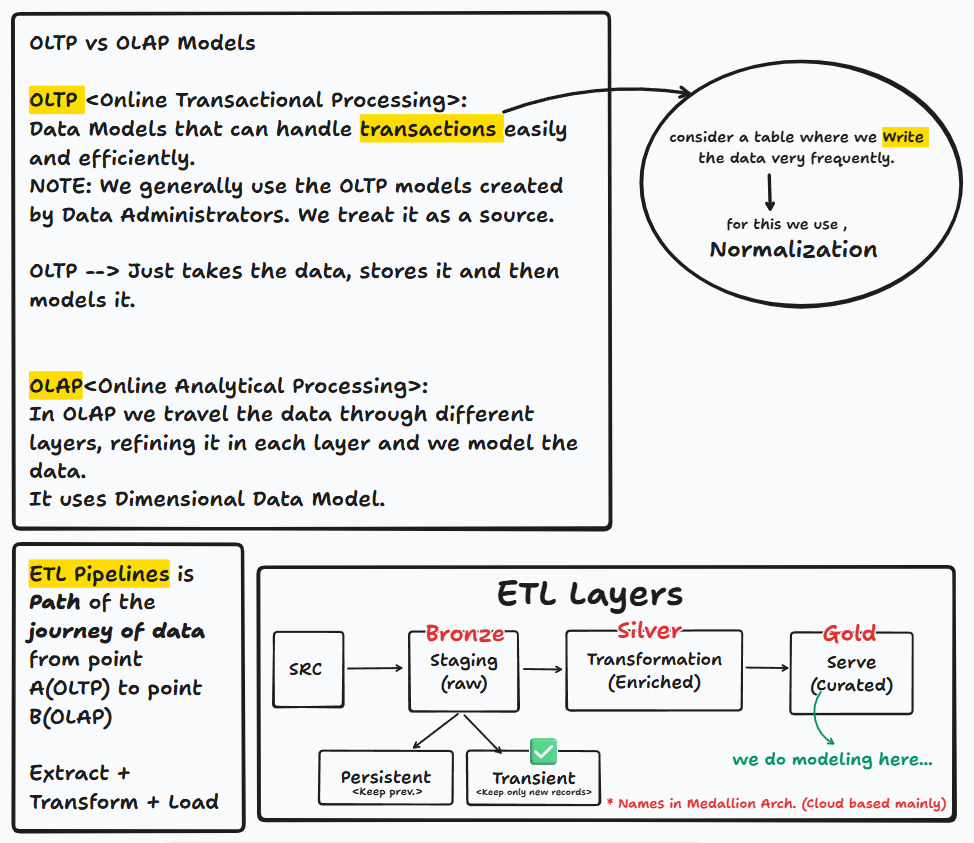 OLTP vs OLAP Models
OLTP <Online Transactional Processing>:
Data Models that can handle transactions easily
and efficiently.
NOTE: We generally use the OLTP models created
by Data Administrators. We treat it as a source.
OLTP --> Just takes the data, stores it and then
models it.
OLAP<Online Analytical Processing>:
In OLAP we travel the data through different
layers, refining it in each layer and we model the
data.
It uses Dimensional Data Model.
consider a table where we Write
the data very frequently.
for this we use ,
Normalization
ETL Pipelines is
Path of the
journey of data
from point
A(OLTP) to point
B(OLAP)
Extract +
Transform + Load
ETL Layers
SRC
Bronze
Staging
(raw)
Silver
Transformation
(Enriched)
Gold
Serve
(Curated)
Persistent
<Keep prev.>
Transient
<Keep only new records>
we do modeling here...
* Names in Medallion Arch. (Cloud based mainly)